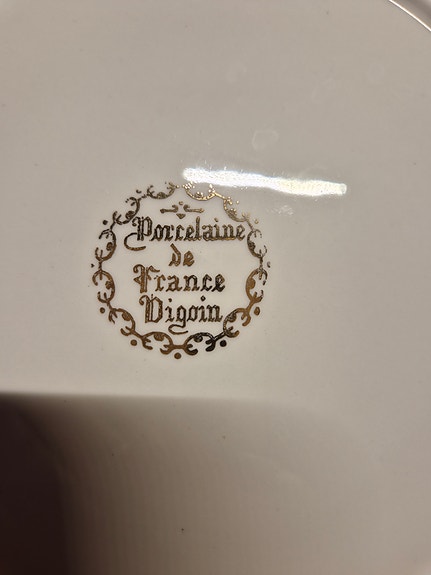 Porcelaine
de
France
Digoin